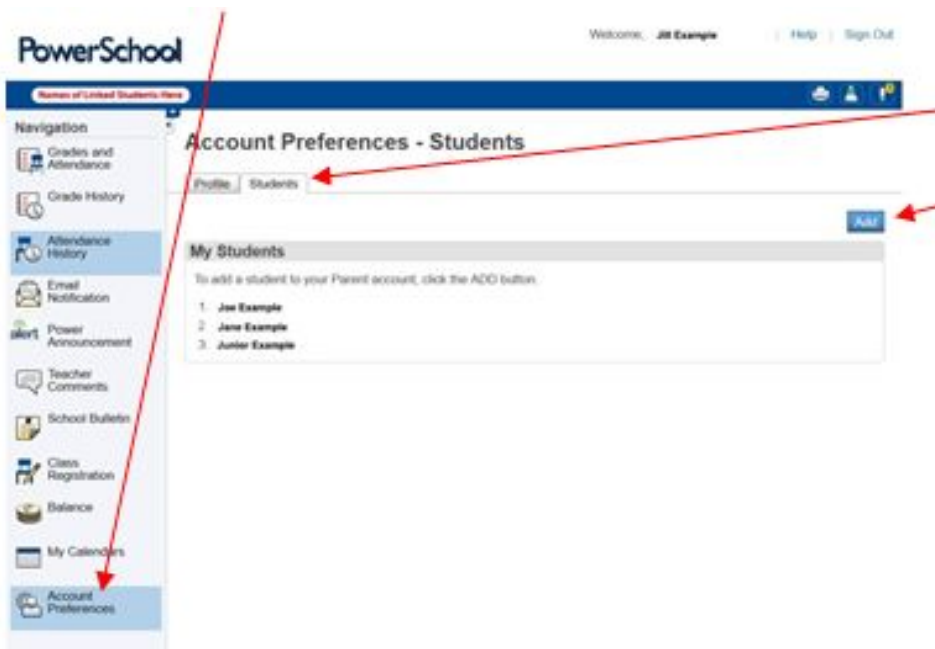 PowerSchool
Welcome, Jill Example | Help | Sign Out
Names of Linked Students Here
Navigation
Grades and
Attendance
Grade History
Attendance
History
Email
Notification
alert Power
Announcement
Teacher
Comments
School Bulletin
Class
Registration
Balance
My Calendars
Account
Preferences
Account Preferences - Students
Profile Students
Add
My Students
To add a student to your Parent account, click the ADD button.
1. Joe Example
2. Jane Example
3. Junior Example